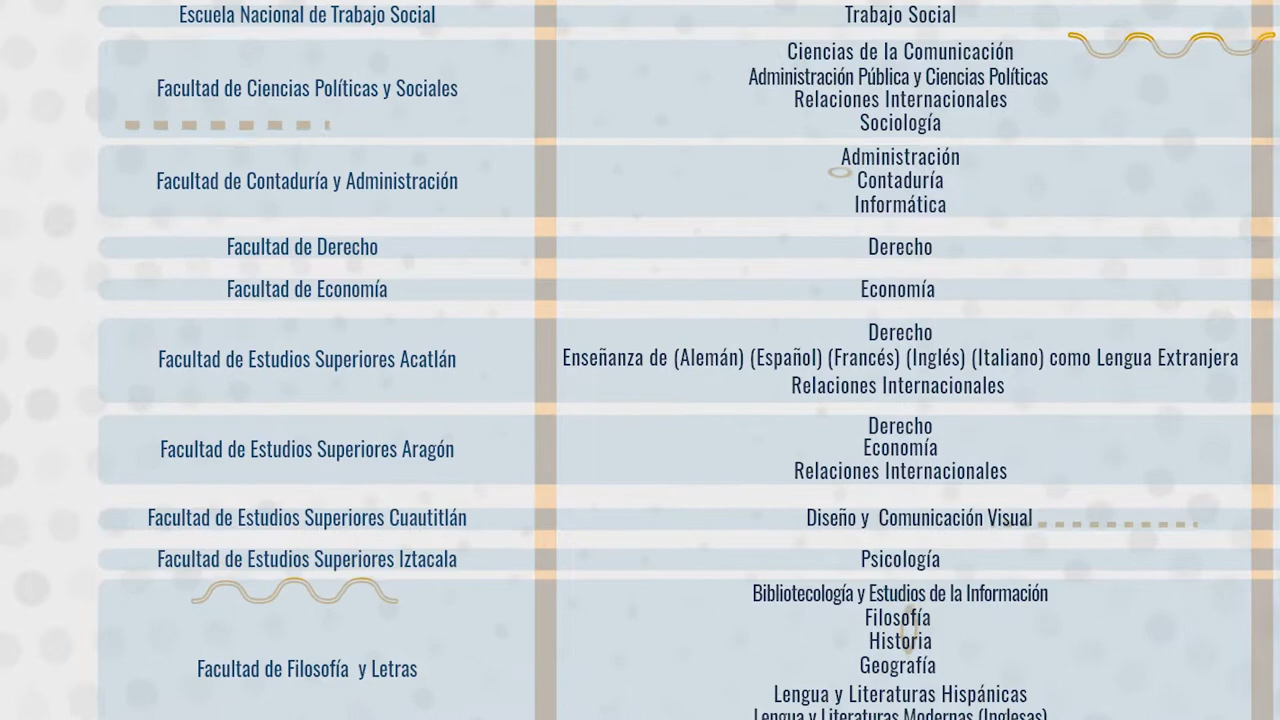 Escuela Nacional de Trabajo Social
Trabajo Social
Facultad de Ciencias Políticas y Sociales
Ciencias de la Comunicación
Administración Pública y Ciencias Políticas
Relaciones Internacionales
Sociología
Facultad de Contaduría y Administración
Administración
Contaduría
Informática
Facultad de Derecho
Derecho
Facultad de Economía
Economía
Facultad de Estudios Superiores Acatlán
Derecho
Enseñanza de (Alemán) (Español) (Francés) (Inglés) (Italiano) como Lengua Extranjera
Relaciones Internacionales
Facultad de Estudios Superiores Aragón
Derecho
Economía
Relaciones Internacionales
Facultad de Estudios Superiores Cuautitlán
Diseño y Comunicación Visual
Facultad de Estudios Superiores Iztacala
Psicología
Facultad de Filosofía y Letras
Bibliotecología y Estudios de la Información
Filosofía
Historia
Geografía
Lengua y Literaturas Hispánicas
Lengua y Literaturas Modernas (Inglesas)